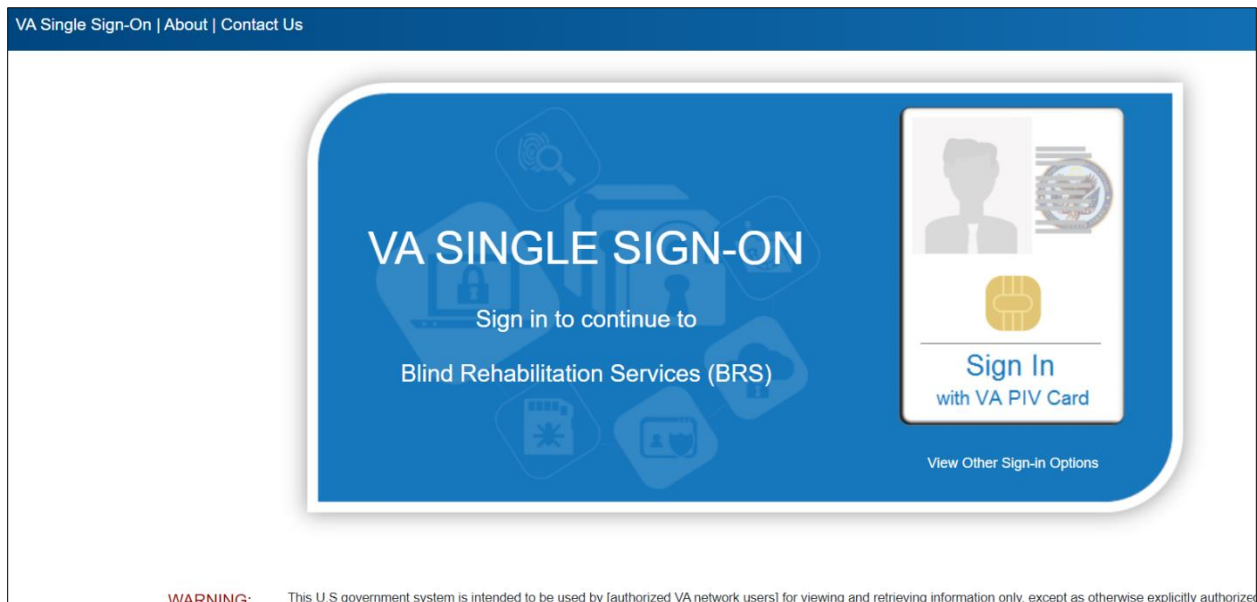 VA Single Sign-On | About | Contact Us
VA SINGLE SIGN-ON
Sign in to continue to
Blind Rehabilitation Services (BRS)
Sign In
with VA PIV Card
View Other Sign-in Options
WARNING: This U.S government system is intended to be used by [authorized VA network users] for viewing and retrieving information only, except as otherwise explicitly authorize